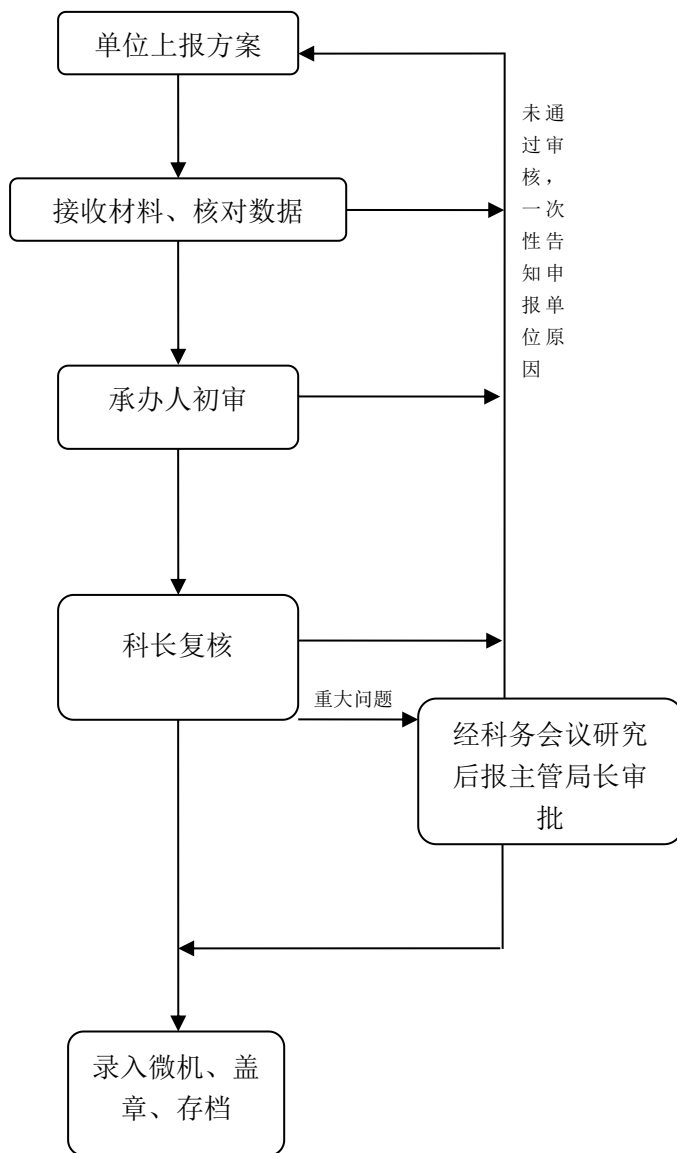 单位上报方案
未通
过审
核，
一次
性告
知申
报单
位原
因
接收材料、核对数据
承办人初审
科长复核
重大问题
经科务会议研究
后报主管局长审
批
录入微机、盖
章、存档